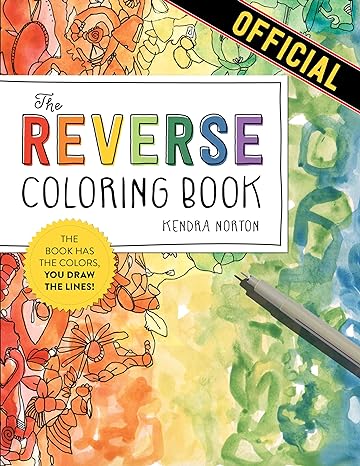 OFFICIAL
The
REVERSE
COLORING BOOK
KENDRA NORTON
THE
BOOK HAS
THE COLORS,
YOU DRAW
THE LINES!